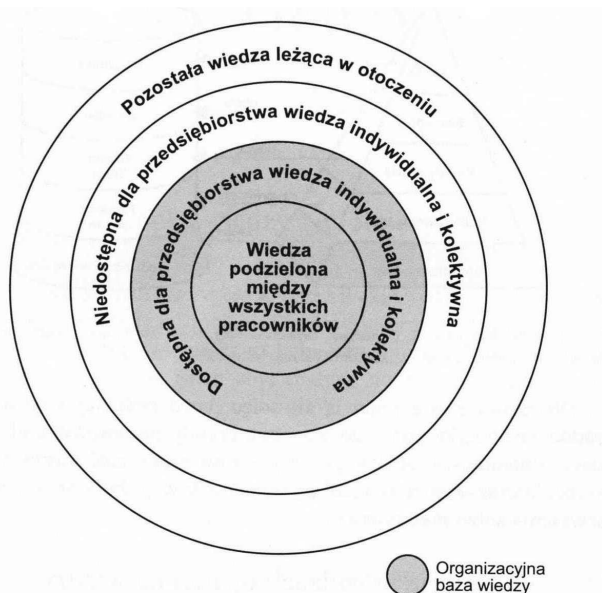 Pozostała wiedza leżąca w otoczeniu
Niedostępna dla przedsiębiorstwa wiedza indywidualna i kolektywna
Dostępna dla przedsiębiorstwa wiedza indywidualna i kolektywna
Wiedza
podzielona
między
wszystkich
pracowników
Organizacyjna
baza wiedzy